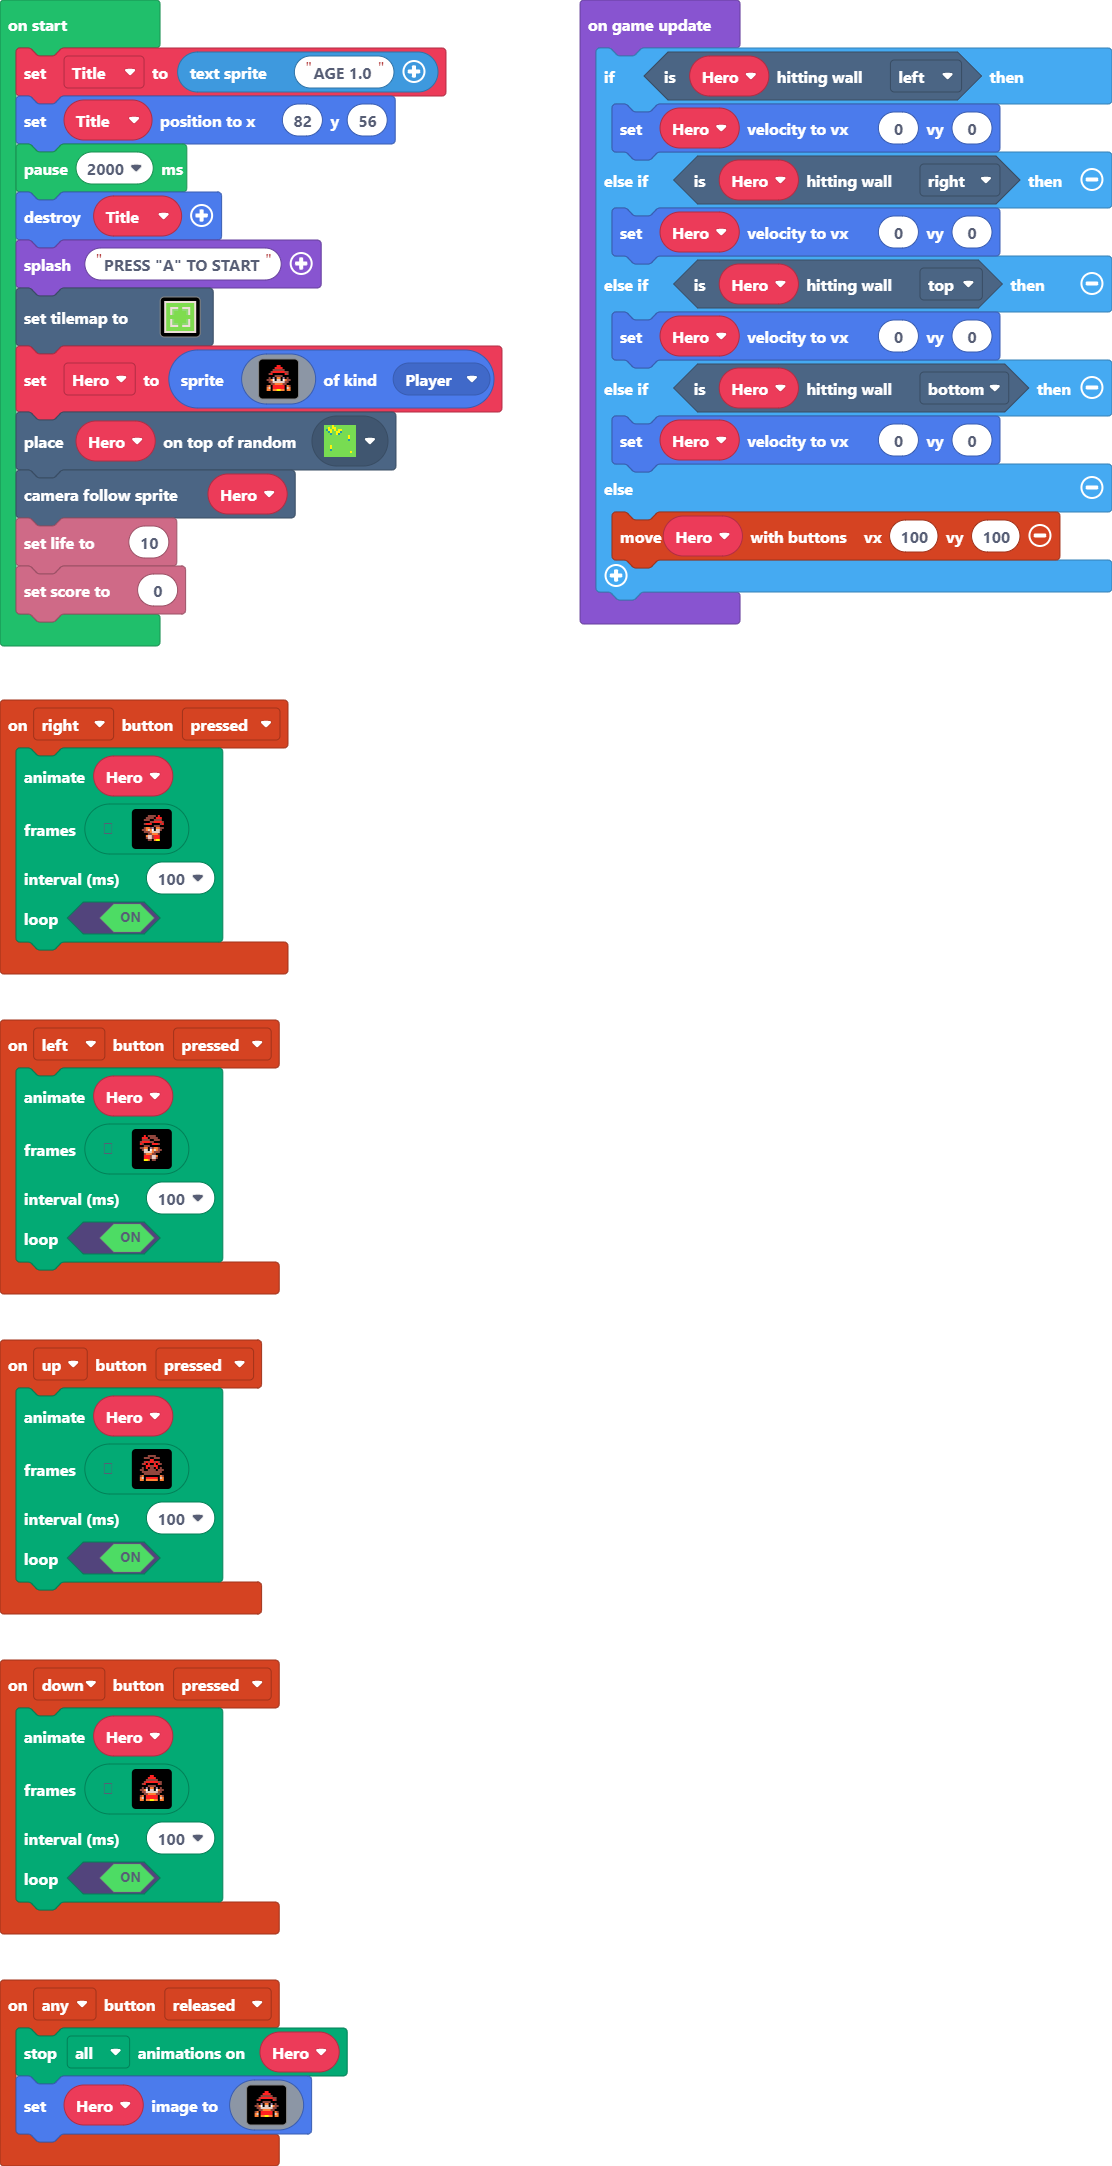 on start
set Title to text sprite "AGE 1.0 "
set Title position to x 82 y 56
pause 2000 ms
destroy Title
splash "PRESS "A" TO START "
set tilemap to
set Hero to sprite of kind Player
place Hero on top of random
camera follow sprite Hero
set life to 10
set score to 0
on game update
if is Hero hitting wall left then
set Hero velocity to vx 0 vy 0
else if is Hero hitting wall right then
set Hero velocity to vx 0 vy 0
else if is Hero hitting wall top then
set Hero velocity to vx 0 vy 0
else if is Hero hitting wall bottom then
set Hero velocity to vx 0 vy 0
else
move Hero with buttons vx 100 vy 100
on right button pressed
animate Hero
frames
interval (ms) 100
loop ON
on left button pressed
animate Hero
frames
interval (ms) 100
loop ON
on up button pressed
animate Hero
frames
interval (ms) 100
loop ON
on down button pressed
animate Hero
frames
interval (ms) 100
loop ON
on any button released
stop all animations on Hero
set Hero image to